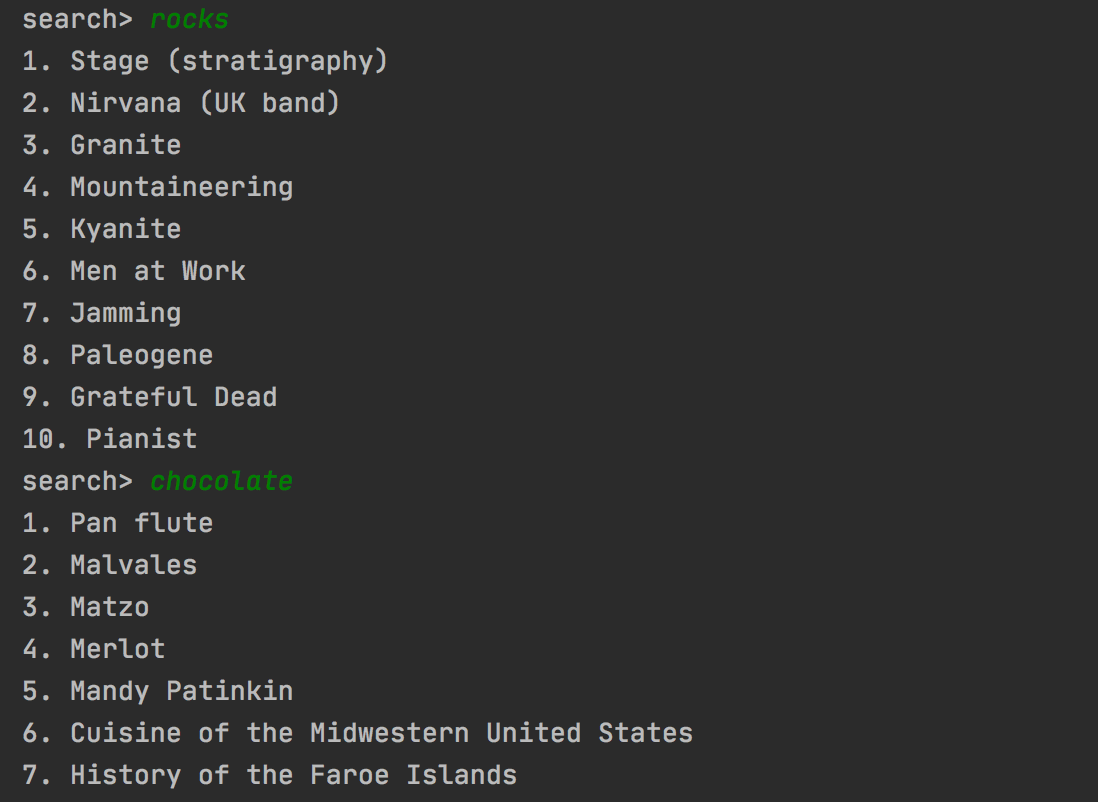 search> rocks
1. Stage (stratigraphy)
2. Nirvana (UK band)
3. Granite
4. Mountaineering
5. Kyanite
6. Men at Work
7. Jamming
8. Paleogene
9. Grateful Dead
10. Pianist
search> chocolate
1. Pan flute
2. Malvales
3. Matzo
4. Merlot
5. Mandy Patinkin
6. Cuisine of the Midwestern United States
7. History of the Faroe Islands